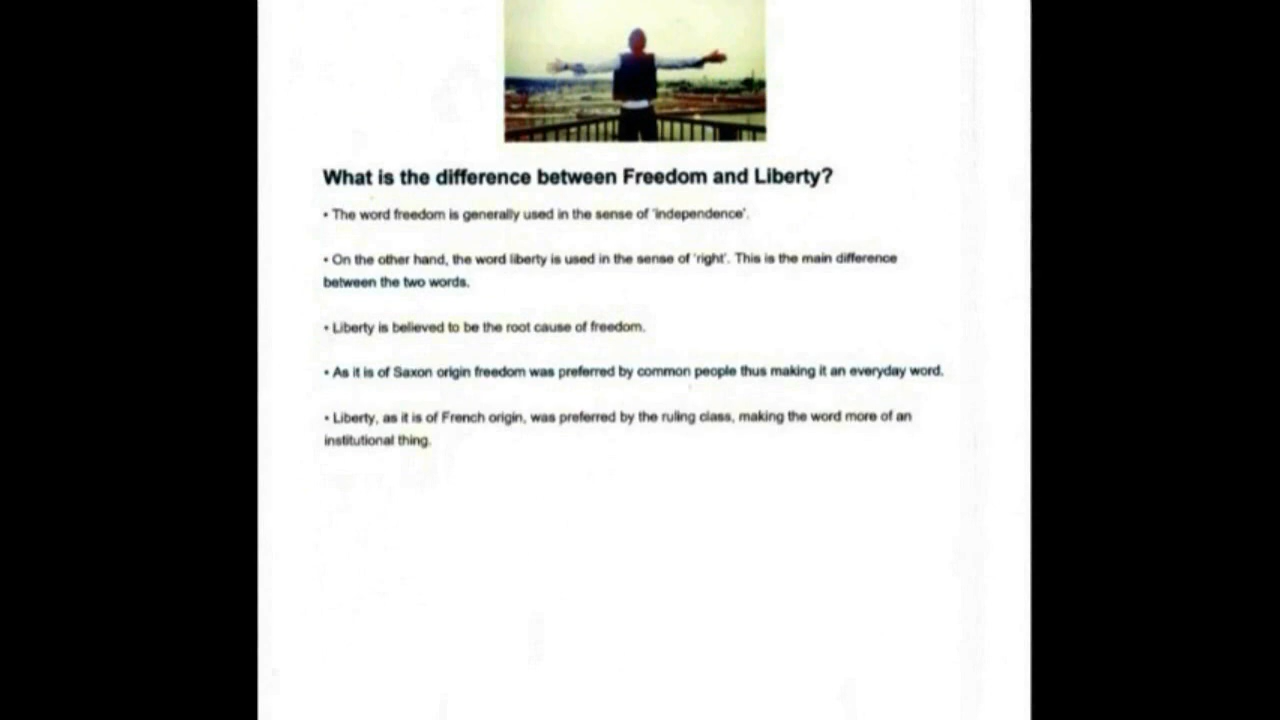 What is the difference between Freedom and Liberty?
• The word freedom is generally used in the sense of 'independence'.
• On the other hand, the word liberty is used in the sense of 'right'. This is the main difference
between the two words.
• Liberty is believed to be the root cause of freedom.
• As it is of Saxon origin freedom was preferred by common people thus making it an everyday word.
• Liberty, as it is of French origin, was preferred by the ruling class, making the word more of an
institutional thing.